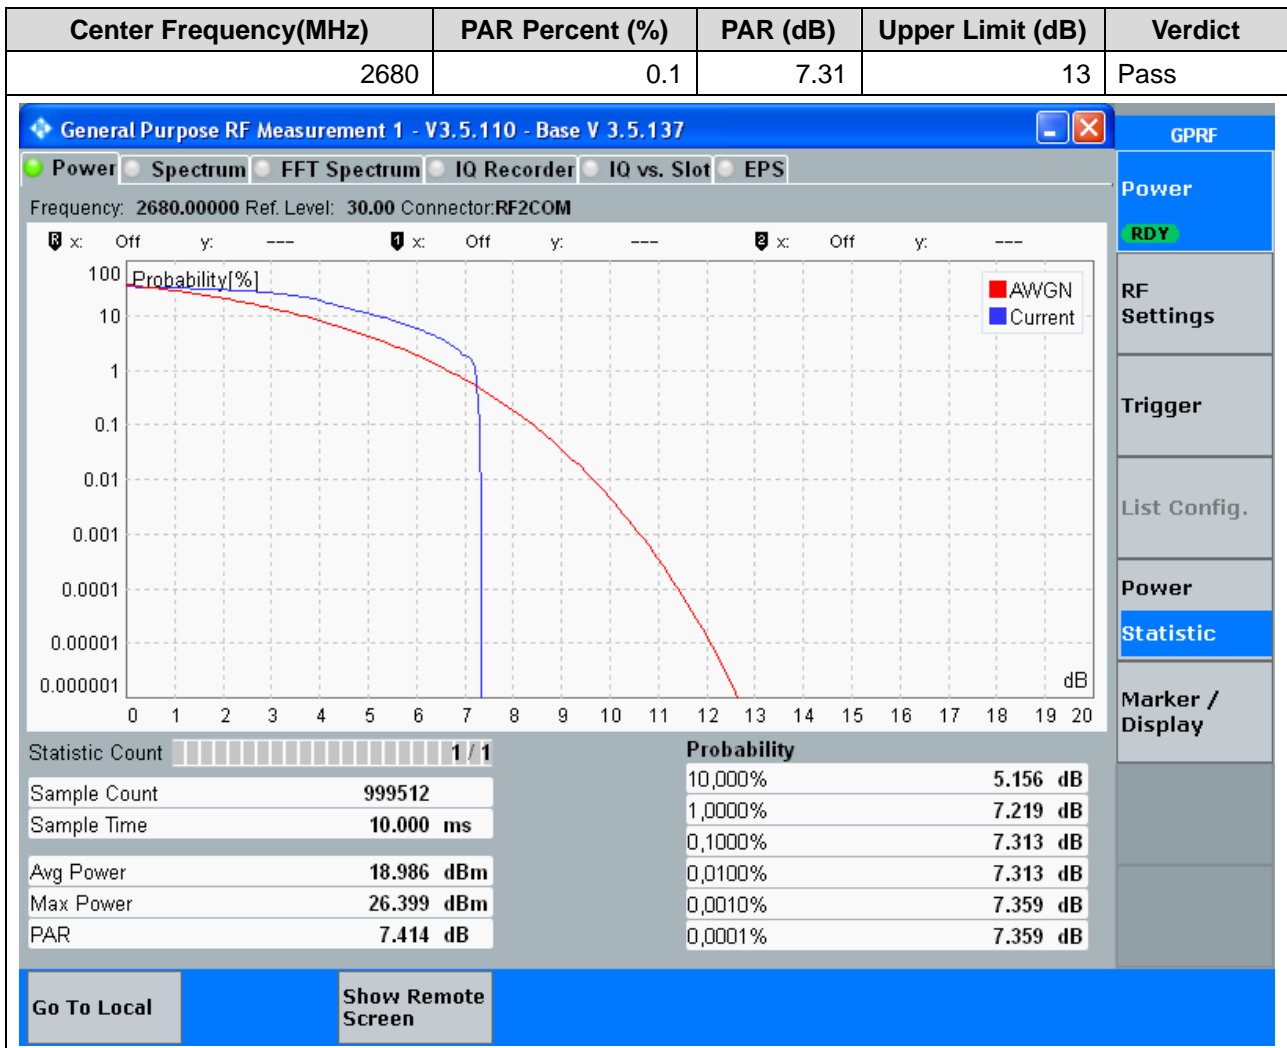 Center Frequency(MHz) PAR Percent (%) PAR (dB) Upper Limit (dB) Verdict
2680 0.1 7.31 13 Pass
General Purpose RF Measurement 1 - V3.5.110 - Base V 3.5.137
GPRF
Power Spectrum FFT Spectrum IQ Recorder IQ vs. Slot EPS
Frequency: 2680.00000 Ref. Level: 30.00 Connector:RF2COM
R x: Off y: --- 1 x: Off y: --- 2 x: Off y: ---
Probability[%]
AWGN
Current
100
10
1
0.1
0.01
0.001
0.0001
0.00001
0.000001
dB
0 1 2 3 4 5 6 7 8 9 10 11 12 13 14 15 16 17 18 19 20
Statistic Count 1 / 1
Sample Count 999512
Sample Time 10.000 ms
Avg Power 18.986 dBm
Max Power 26.399 dBm
PAR 7.414 dB
Probability
10,000% 5.156 dB
1,0000% 7.219 dB
0,1000% 7.313 dB
0,0100% 7.313 dB
0,0010% 7.359 dB
0,0001% 7.359 dB
Power
RDY
RF
Settings
Trigger
List Config.
Power
Statistic
Marker /
Display
Go To Local
Show Remote
Screen